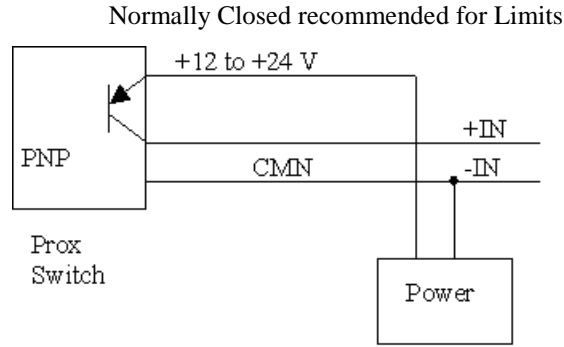 Normally Closed recommended for Limits
+12 to +24 V
+IN
PNP
CMN
-IN
Prox
Switch
Power